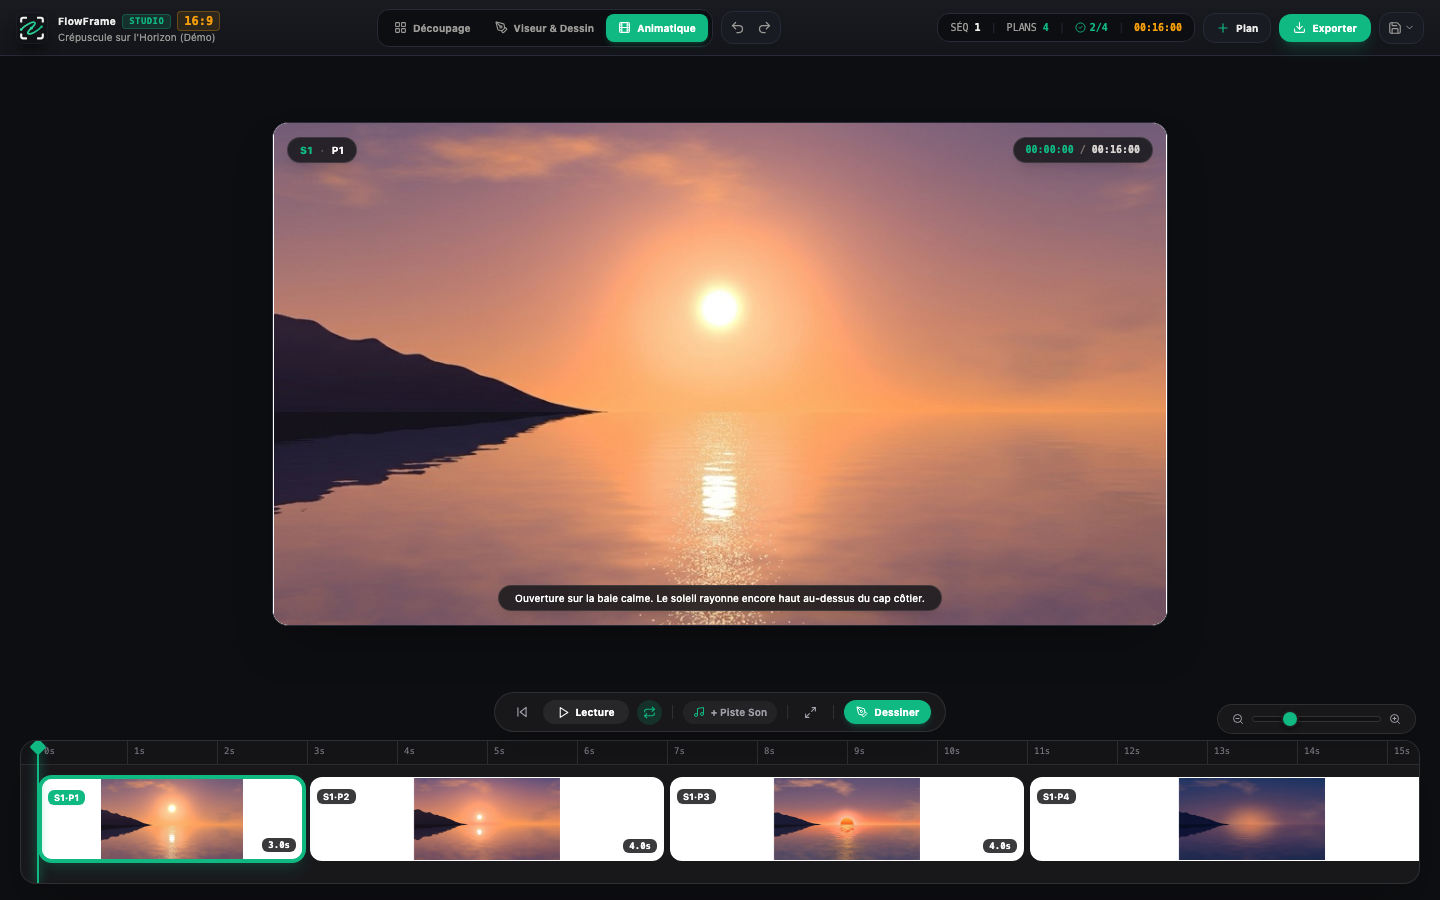 FlowFrame STUDIO 16:9
Crépuscule sur l'Horizon (Démo)
Découpage
Viseur & Dessin
Animatique
SÉQ 1
PLANS 4
2/4
00:16:00
Plan
Exporter
S1 · P1
00:00:00 / 00:16:00
Ouverture sur la baie calme. Le soleil rayonne encore haut au-dessus du cap côtier.
Lecture
+ Piste Son
Dessiner
0s 1s 2s 3s 4s 5s 6s 7s 8s 9s 10s 11s 12s 13s 14s 15s
S1·P1
3.0s
S1·P2
4.0s
S1·P3
4.0s
S1·P4